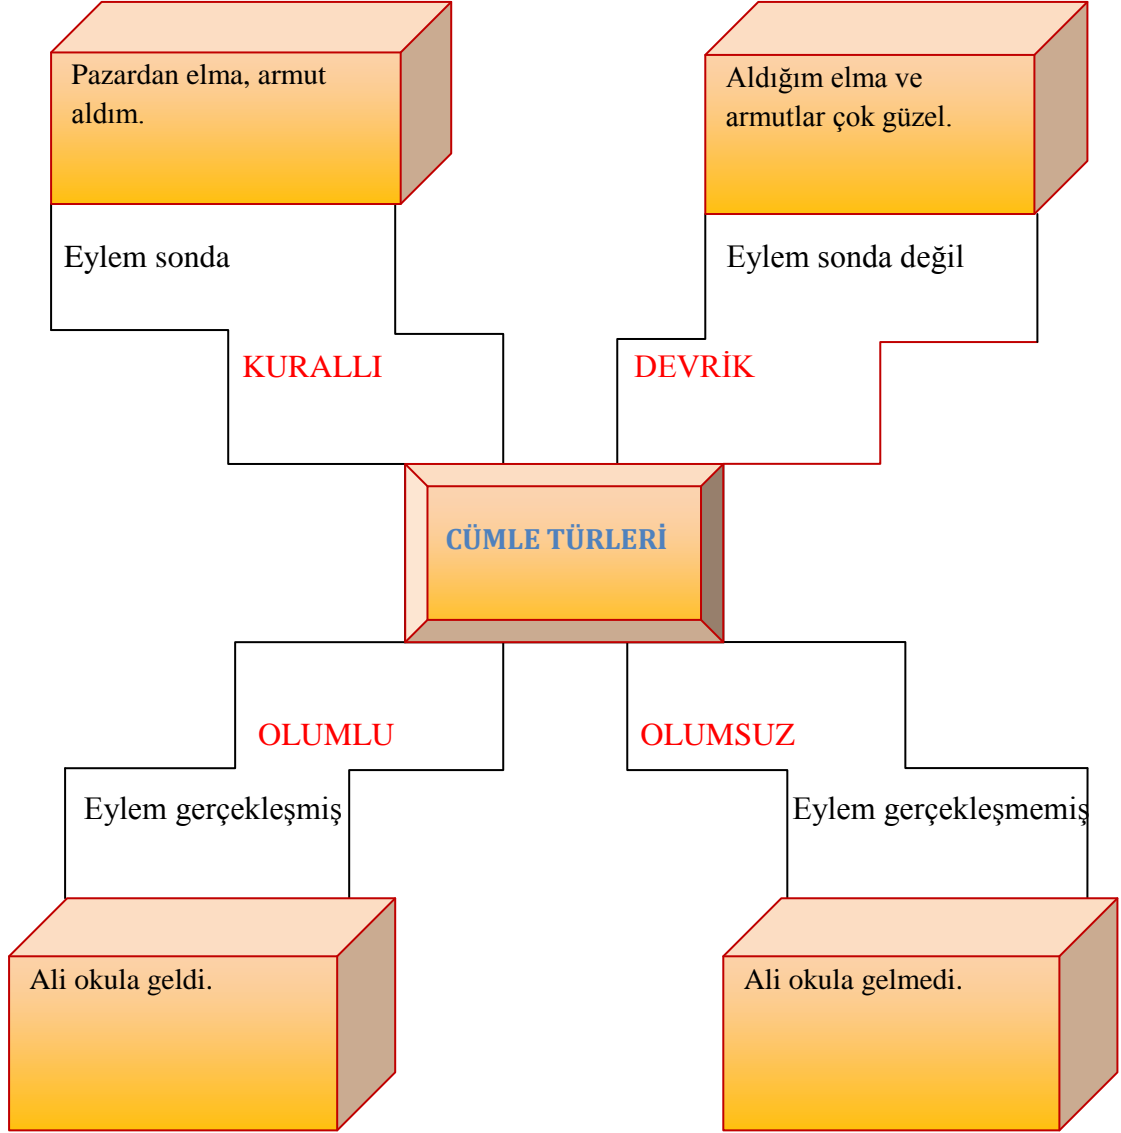 Pazardan elma, armut
aldım.
Aldığım elma ve
armutlar çok güzel.
Eylem sonda
Eylem sonda değil
KURALLI
DEVRİK
CÜMLE TÜRLERİ
OLUMLU
OLUMSUZ
Eylem gerçekleşmiş
Eylem gerçekleşmemiş
Ali okula geldi.
Ali okula gelmedi.